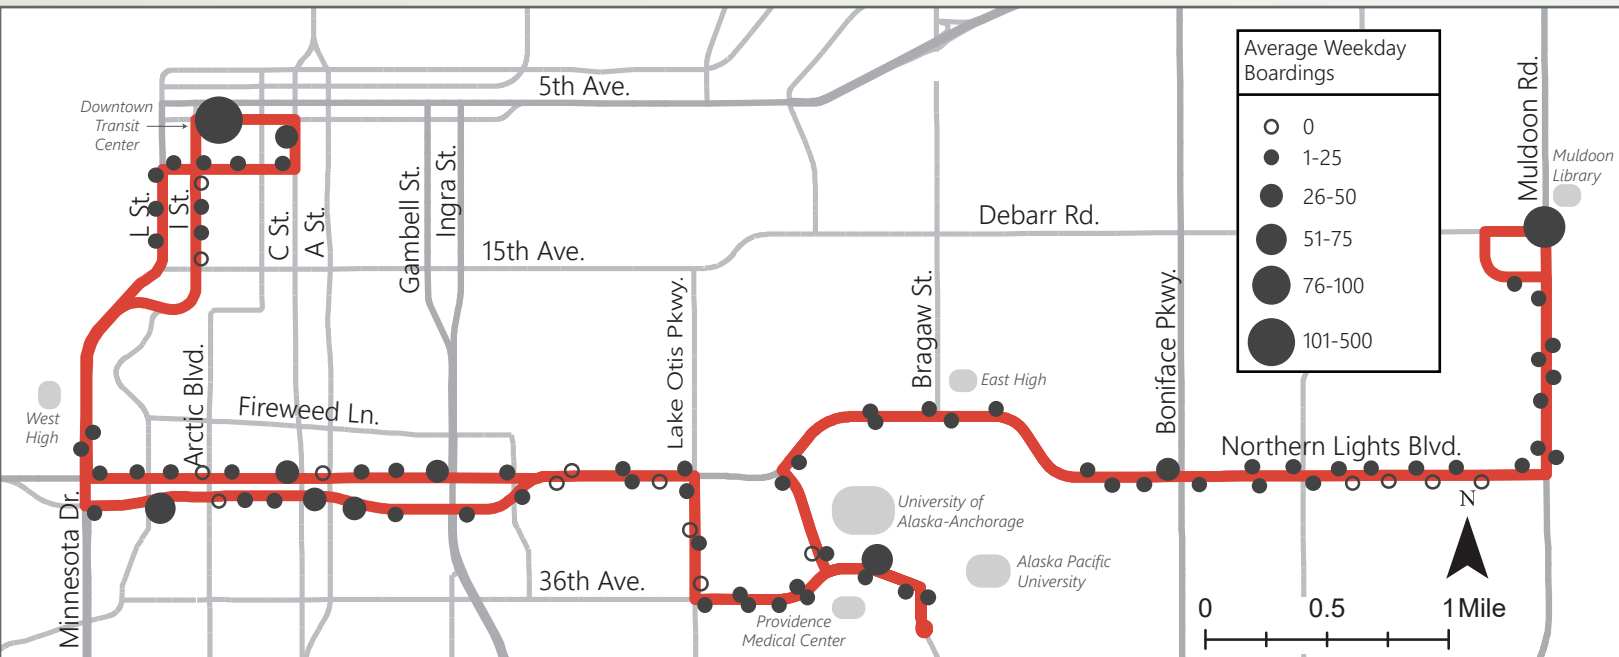 5th Ave.
Downtown
Transit
Center
L St.
I St.
C St.
A St.
Gambell St.
Ingra St.
15th Ave.
Debarr Rd.
Average Weekday
Boardings
0
1-25
26-50
51-75
76-100
101-500
Muldoon Rd.
Muldoon
Library
Lake Otis Pkwy.
Bragaw St.
Boniface Pkwy.
West
High
Arctic Blvd.
Fireweed Ln.
East High
Northern Lights Blvd.
Minnesota Dr.
University of
Alaska-Anchorage
Alaska Pacific
University
36th Ave.
Providence
Medical Center
N
0 0.5 1 Mile